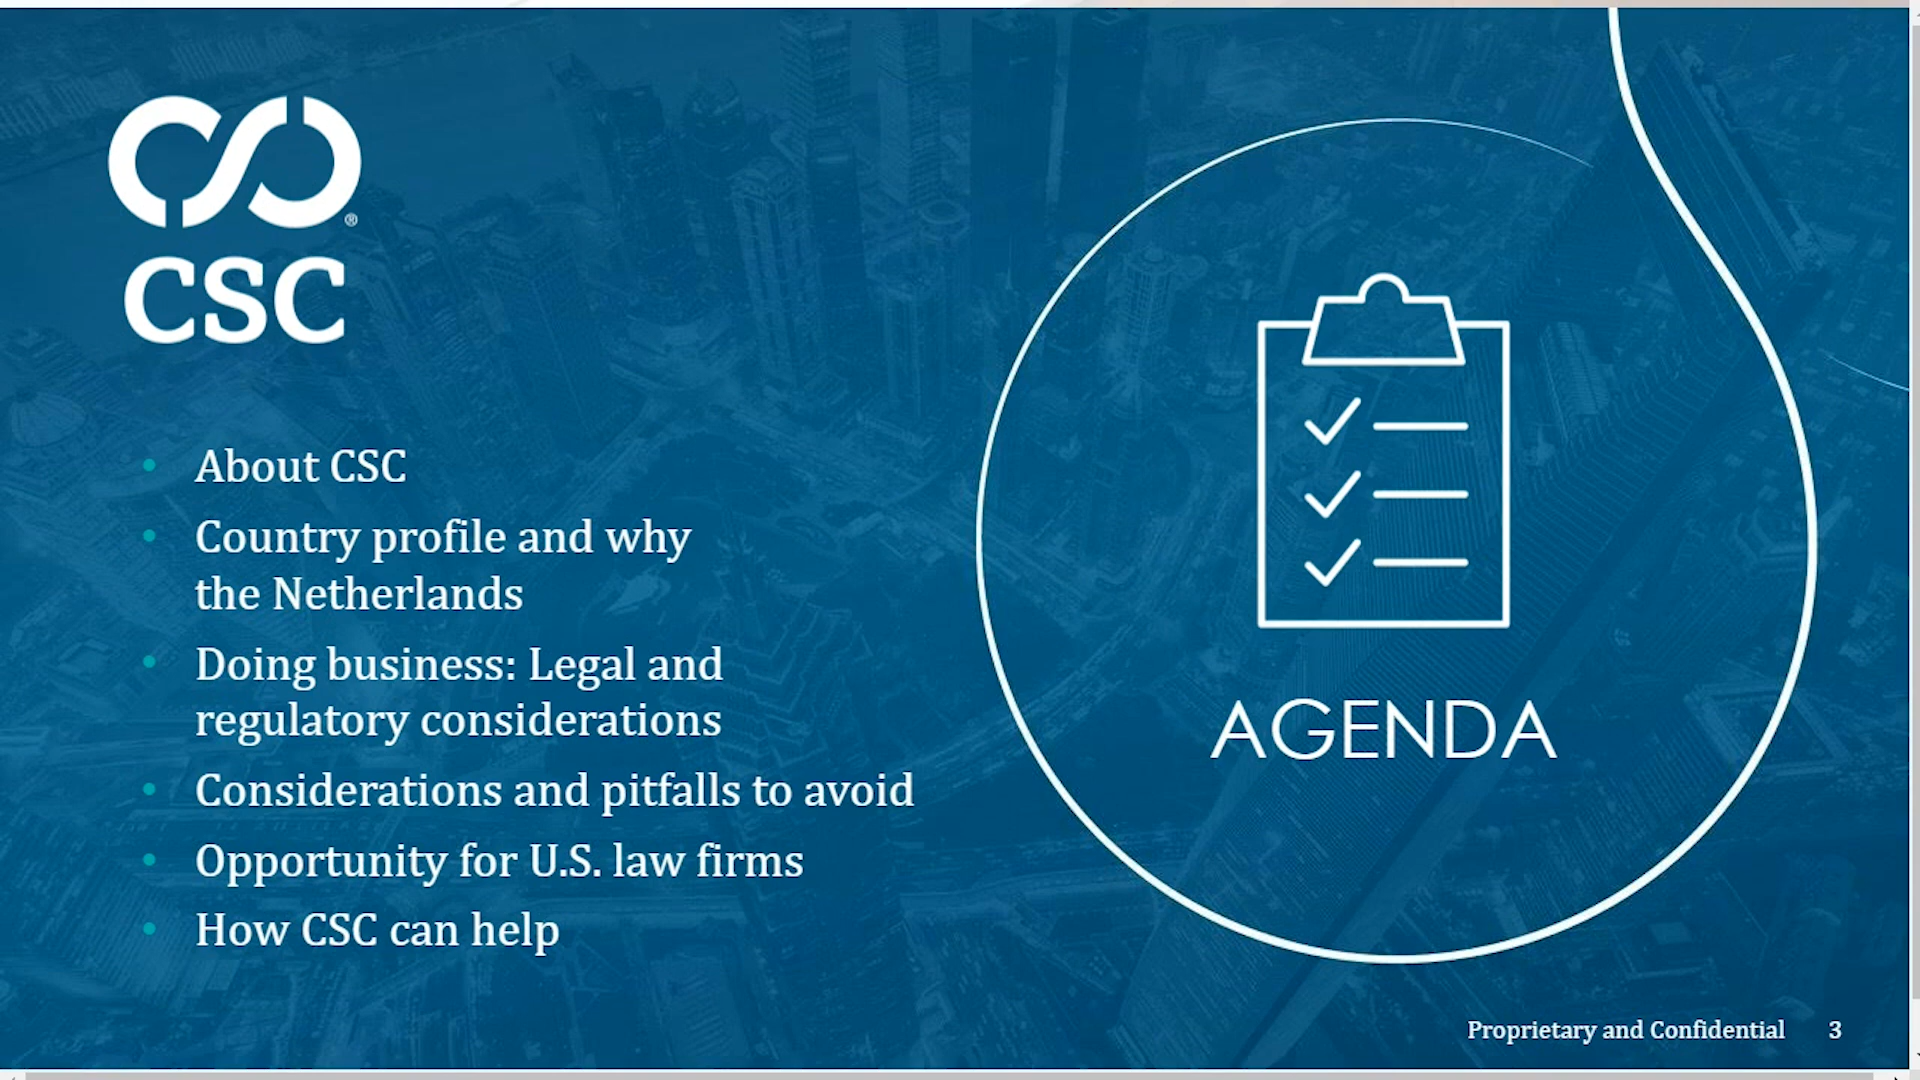 ®
CSC
• About CSC
• Country profile and why
the Netherlands
• Doing business: Legal and
regulatory considerations
• Considerations and pitfalls to avoid
• Opportunity for U.S. law firms
• How CSC can help
AGENDA
Proprietary and Confidential 3